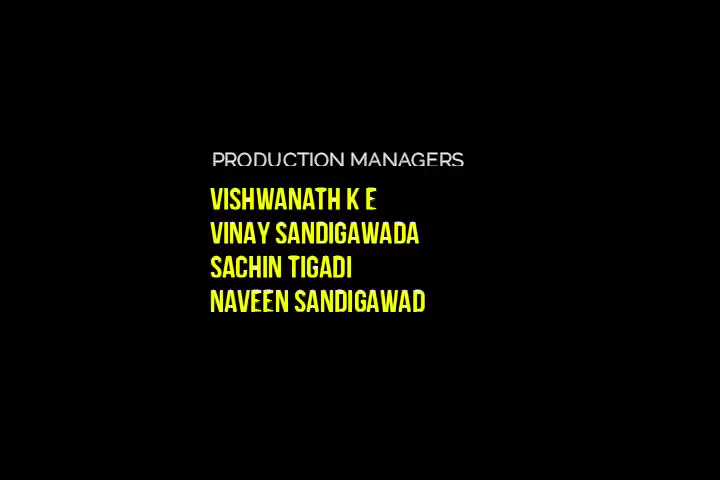 PRODUCTION MANAGERS
VISHWANATH K E
VINAY SANDIGAWADA
SACHIN TIGADI
NAVEEN SANDIGAWAD